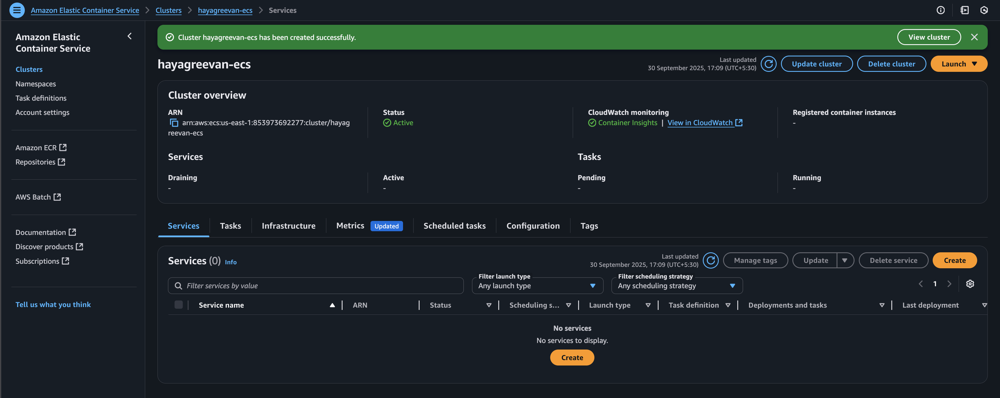 Amazon Elastic Container Service > Clusters > hayagreevan-ecs > Services
Amazon Elastic
Container Service
Clusters
Namespaces
Task definitions
Account settings
Amazon ECR
Repositories
AWS Batch
Documentation
Discover products
Subscriptions
Tell us what you think
Cluster hayagreevan-ecs has been created successfully.
View cluster
hayagreevan-ecs
Last updated
30 September 2025, 17:09 (UTC+5:30)
Update cluster
Delete cluster
Launch
Cluster overview
ARN
arn:aws:ecs:us-east-1:853973692277:cluster/hayag
reevan-ecs
Status
Active
CloudWatch monitoring
Container Insights | View in CloudWatch
Registered container instances
-
Services
Draining
-
Active
-
Tasks
Pending
-
Running
-
Services Tasks Infrastructure Metrics Updated Scheduled tasks Configuration Tags
Services (0) Info
Last updated
30 September 2025, 17:09 (UTC+5:30)
Manage tags
Update
Delete service
Create
Filter services by value
Filter launch type
Any launch type
Filter scheduling strategy
Any scheduling strategy
1
Service name ARN Status Scheduling s... Launch type Task definition Deployments and tasks Last deployment
No services
No services to display.
Create